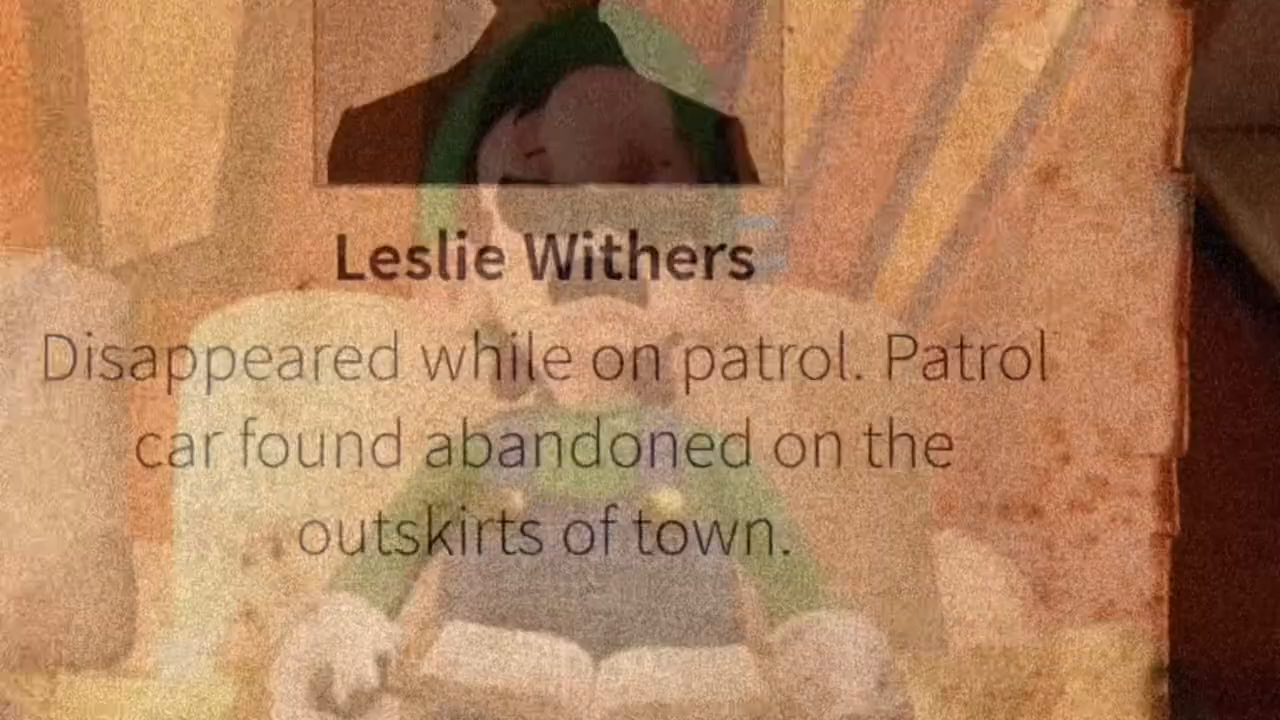 Leslie Withers
Disappeared while on patrol. Patrol
car found abandoned on the
outskirts of town.